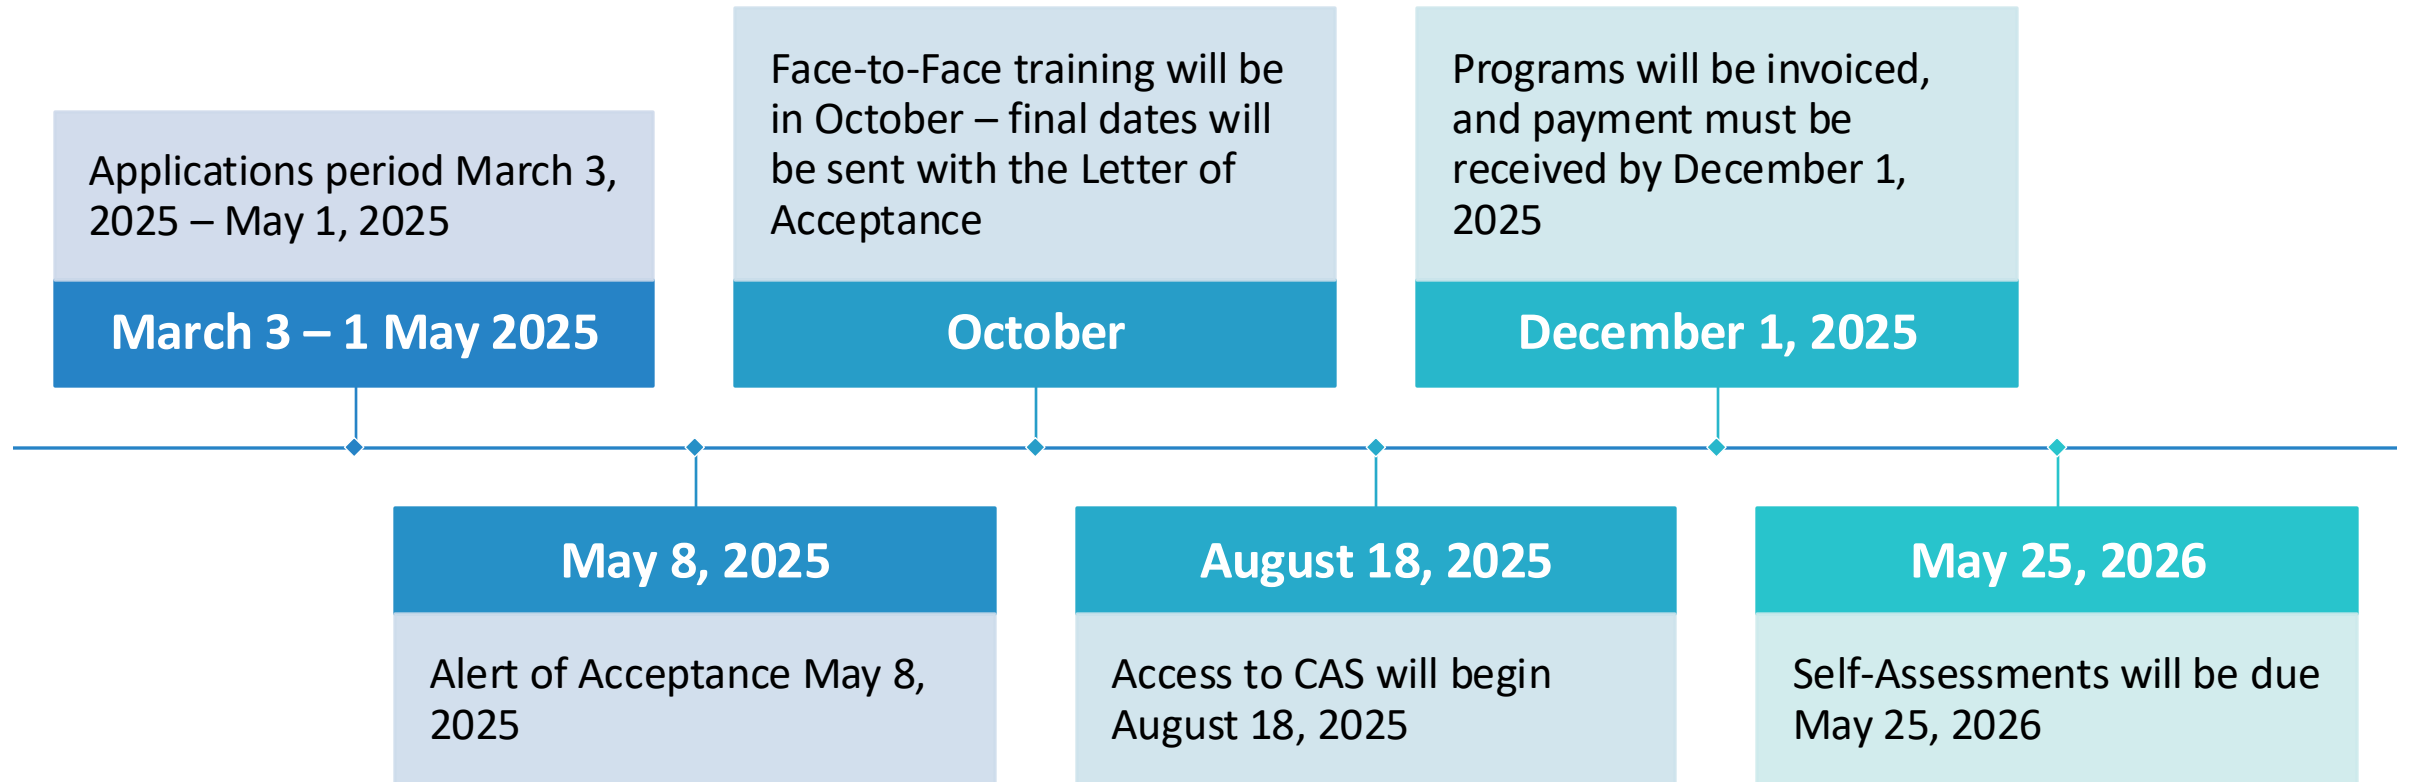 Applications period March 3,
2025 – May 1, 2025
March 3 – 1 May 2025
May 8, 2025
Alert of Acceptance May 8,
2025
Face-to-Face training will be
in October – final dates will
be sent with the Letter of
Acceptance
October
August 18, 2025
Access to CAS will begin
August 18, 2025
Programs will be invoiced,
and payment must be
received by December 1,
2025
December 1, 2025
May 25, 2026
Self-Assessments will be due
May 25, 2026